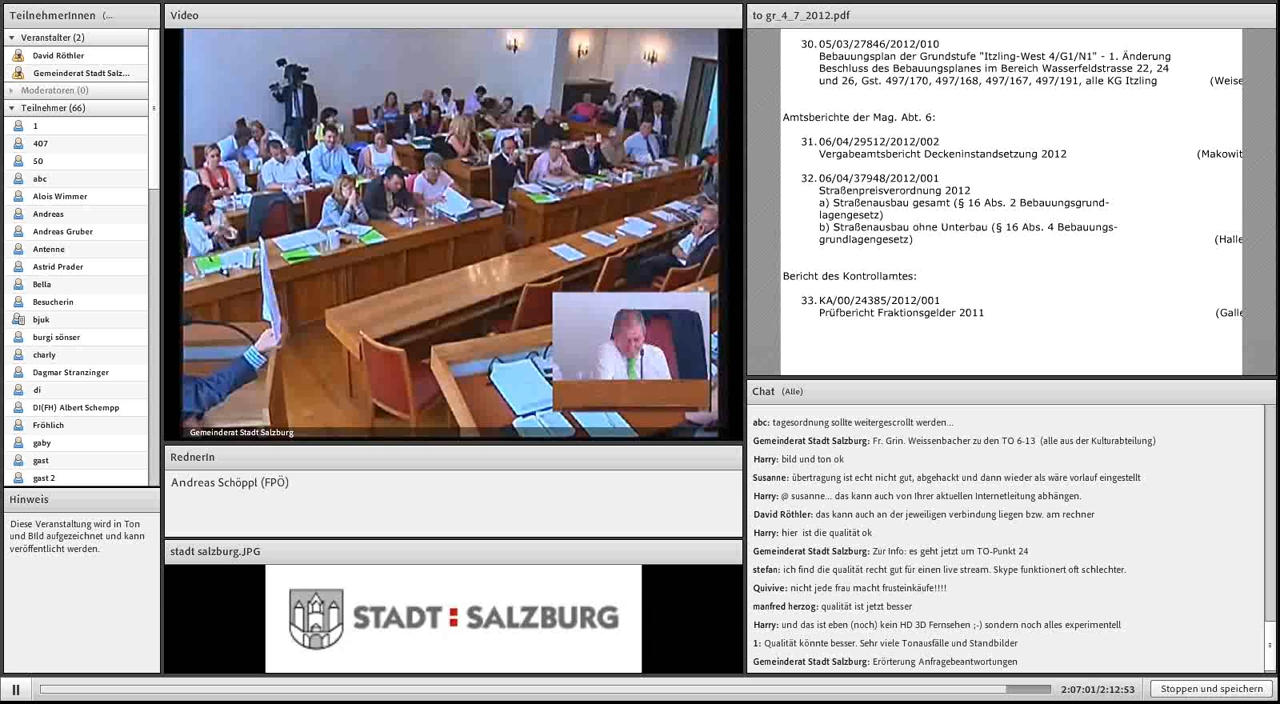 TeilnehmerInnen (...
Veranstalter (2)
David Röthler
Gemeinderat Stadt Salz...
Moderatoren (0)
Teilnehmer (66)
1
407
50
abc
Alois Wimmer
Andreas
Andreas Gruber
Antenne
Astrid Prader
Bella
Besucherin
bjuk
burgi sönser
charly
Dagmar Stranzinger
di
DI(FH) Albert Schempp
Fröhlich
gaby
gast
gast 2
Hinweis
Diese Veranstaltung wird in Ton
und BIld aufgezeichnet und kann
veröffentlicht werden.
Video
Gemeinderat Stadt Salzburg
RednerIn
Andreas Schöppl (FPÖ)
stadt salzburg.JPG
STADT : SALZBURG
to gr_4_7_2012.pdf
30. 05/03/27846/2012/010
Bebauungsplan der Grundstufe "Itzling-West 4/G1/N1" - 1. Änderung
Beschluss des Bebauungsplanes im Bereich Wasserfeldstrasse 22, 24
und 26, Gst. 497/170, 497/168, 497/167, 497/191, alle KG Itzling (Weise
Amtsberichte der Mag. Abt. 6:
31. 06/04/29512/2012/002
Vergabeamtsbericht Deckeninstandsetzung 2012 (Makowit
32. 06/04/37948/2012/001
Straßenpreisverordnung 2012
a) Straßenausbau gesamt (§ 16 Abs. 2 Bebauungsgrund-
lagengesetz)
b) Straßenausbau ohne Unterbau (§ 16 Abs. 4 Bebauungs-
grundlagengesetz) (Halle
Bericht des Kontrollamtes:
33. KA/00/24385/2012/001
Prüfbericht Fraktionsgelder 2011 (Galle
Chat (Alle)
abc: tagesordnung sollte weitergescrollt werden...
Gemeinderat Stadt Salzburg: Fr. Grin. Weissenbacher zu den TO 6-13 (alle aus der Kulturabteilung)
Harry: bild und ton ok
Susanne: übertragung ist echt nicht gut, abgehackt und dann wieder als wäre vorlauf eingestellt
Harry: @ susanne... das kann auch von Ihrer aktuellen Internetleitung abhängen.
David Röthler: das kann auch an der jeweiligen verbindung liegen bzw. am rechner
Harry: hier ist die qualität ok
Gemeinderat Stadt Salzburg: Zur Info: es geht jetzt um TO-Punkt 24
stefan: ich find die qualität recht gut für einen live stream. Skype funktionert oft schlechter.
Quivive: nicht jede frau macht frusteinkäufe!!!!
manfred herzog: qualität ist jetzt besser
Harry: und das ist eben (noch) kein HD 3D Fernsehen ;-) sondern noch alles experimentell
1: Qualität könnte besser. Sehr viele Tonausfälle und Standbilder
Gemeinderat Stadt Salzburg: Erörterung Anfragebeantwortungen
2:07:01/2:12:53
Stoppen und speichern